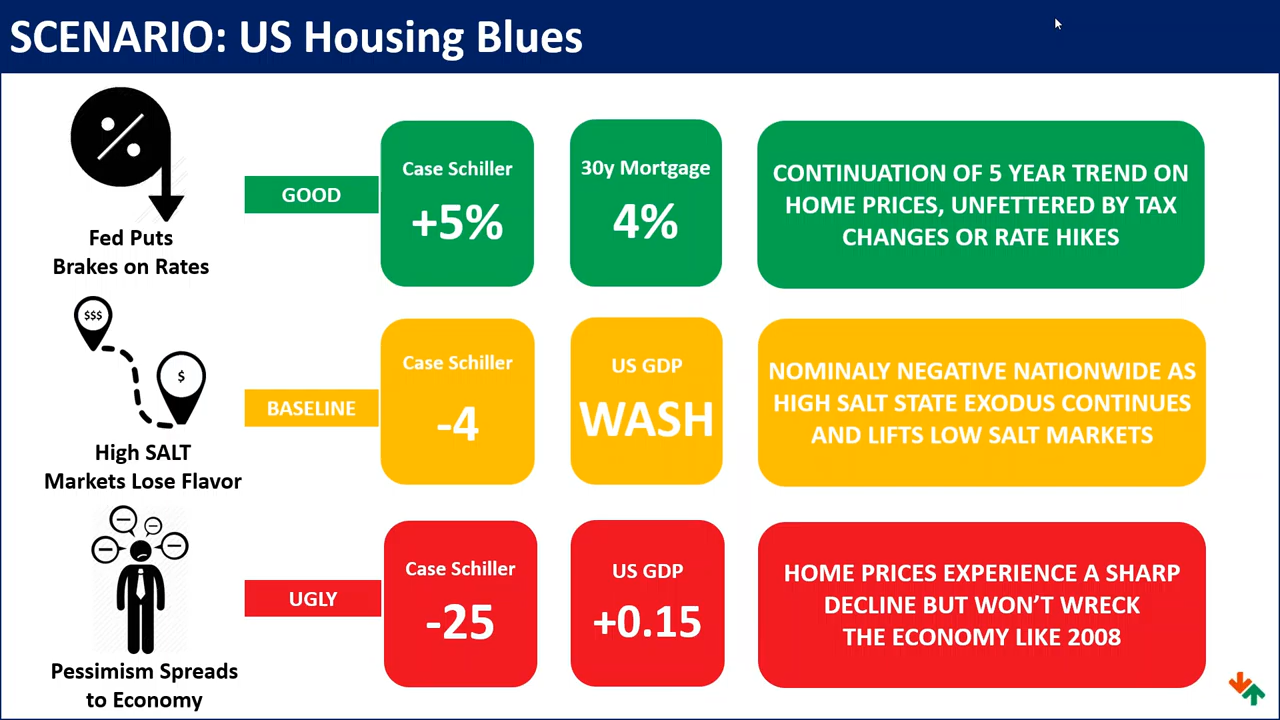 SCENARIO: US Housing Blues
%
Fed Puts
Brakes on Rates
GOOD
Case Schiller
+5%
30y Mortgage
4%
CONTINUATION OF 5 YEAR TREND ON
HOME PRICES, UNFETTERED BY TAX
CHANGES OR RATE HIKES
$$$
$
High SALT
Markets Lose Flavor
BASELINE
Case Schiller
-4
US GDP
WASH
NOMINALY NEGATIVE NATIONWIDE AS
HIGH SALT STATE EXODUS CONTINUES
AND LIFTS LOW SALT MARKETS
Pessimism Spreads
to Economy
UGLY
Case Schiller
-25
US GDP
+0.15
HOME PRICES EXPERIENCE A SHARP
DECLINE BUT WON’T WRECK
THE ECONOMY LIKE 2008